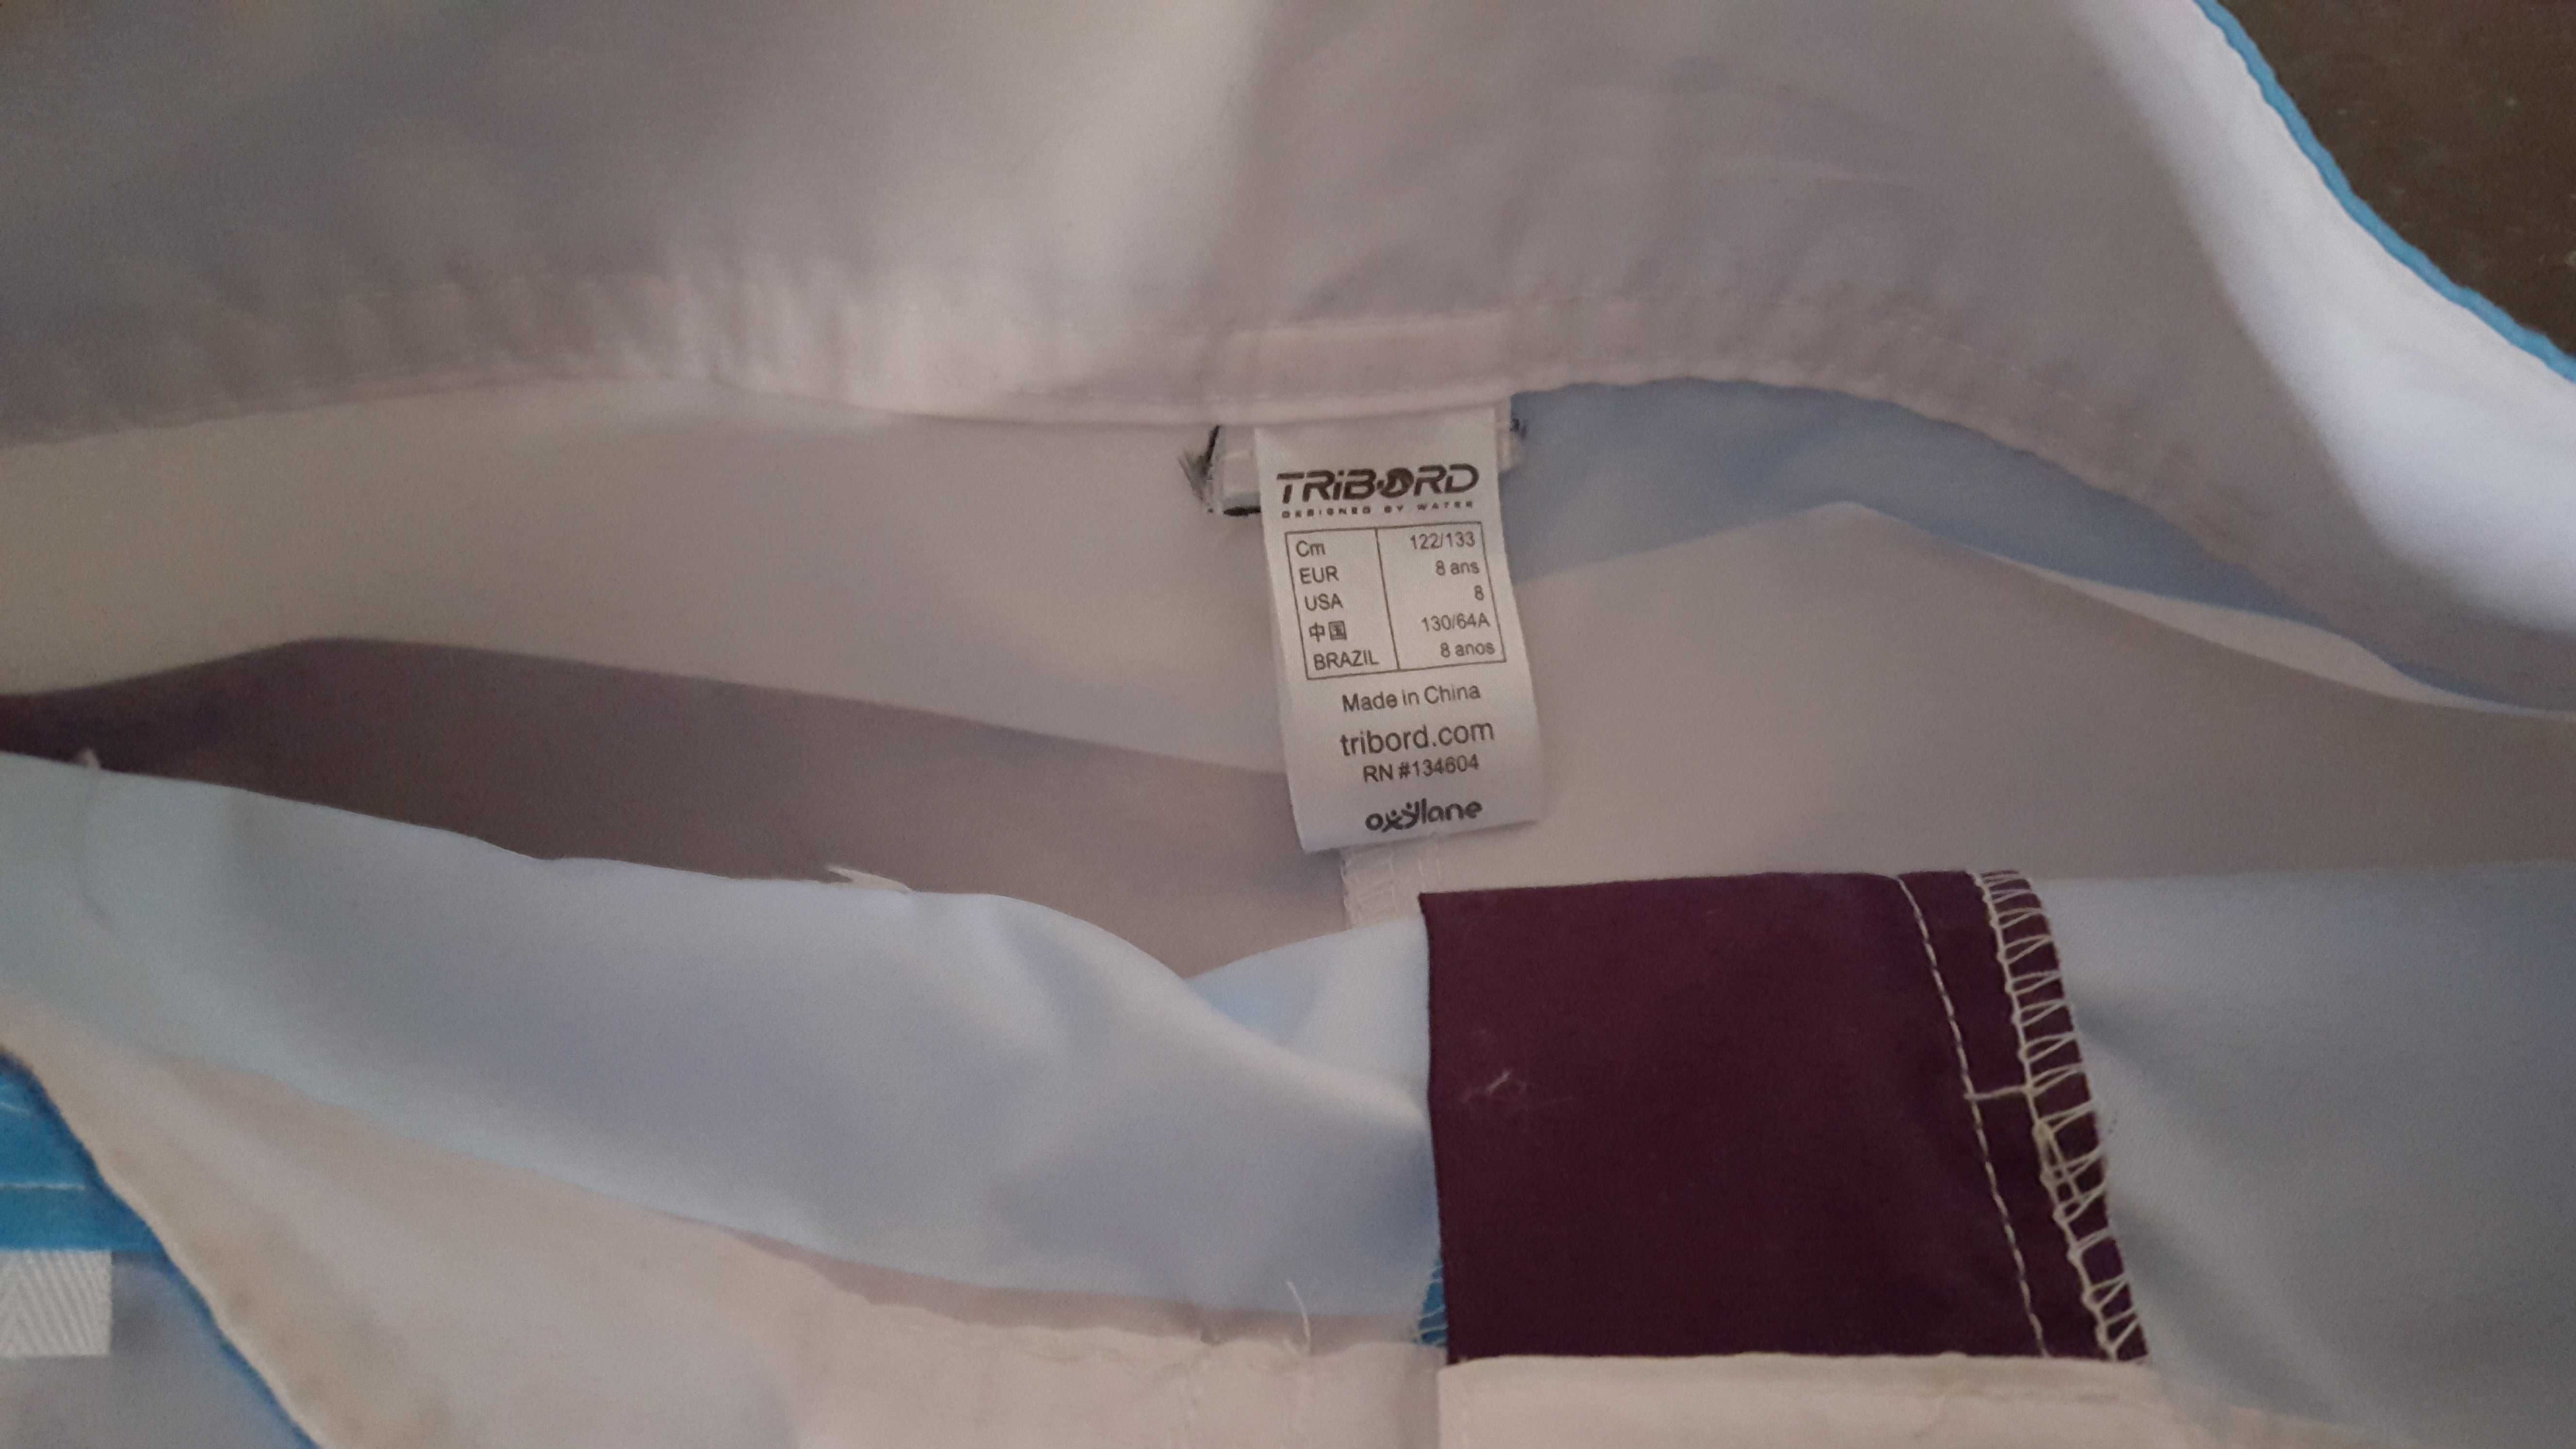 TRIBORD
DESIGNED BY WATER
Cm 122/133
EUR 8 ans
USA 8
中国 130/64A
BRAZIL 8 anos
Made in China
tribord.com
RN #134604
oxylane